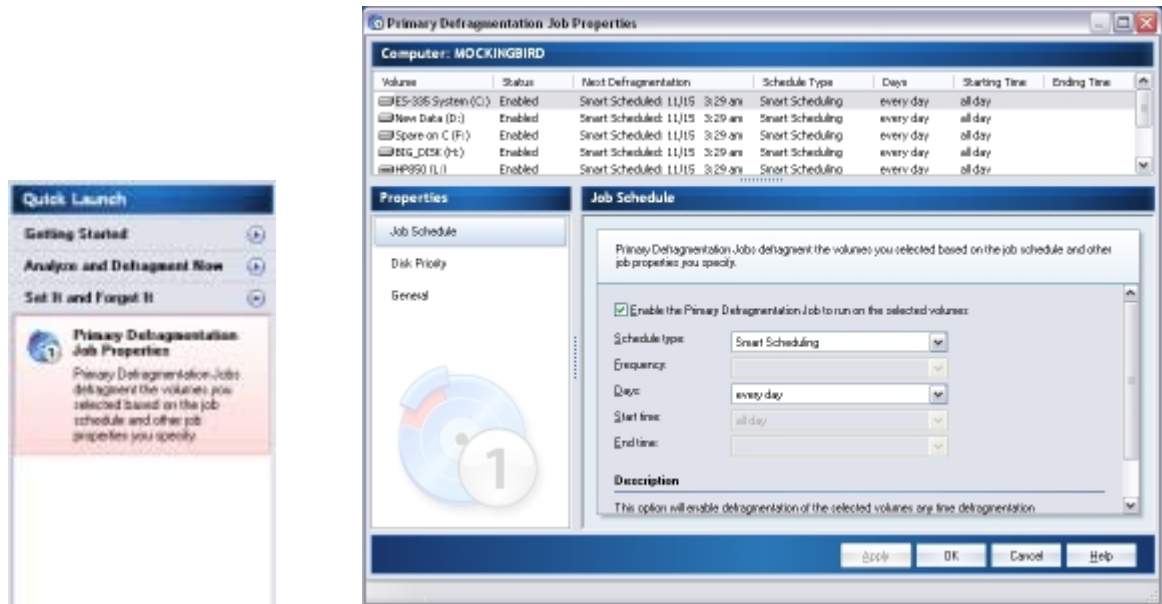 Quick Launch
Getting Started
Analyze and Defragment Now
Set It and Forget It
Primary Defragmentation
Job Properties
Primary Defragmentation Jobs
defragment the volumes you
selected based on the job
schedule and other job
properties you specify
Primary Defragmentation Job Properties
Computer: MOCKINGBIRD
Volume Status Next Defragmentation Schedule Type Days Starting Time Ending Time
ES-335 System (C:) Enabled Smart Scheduled: 11/15 3:29 am Smart Scheduling every day all day
New Data (D:) Enabled Smart Scheduled: 11/15 3:29 am Smart Scheduling every day all day
Spare on C (F:) Enabled Smart Scheduled: 11/15 3:29 am Smart Scheduling every day all day
BIG_DISK (H:) Enabled Smart Scheduled: 11/15 3:29 am Smart Scheduling every day all day
HP850 (L:) Enabled Smart Scheduled: 11/15 3:29 am Smart Scheduling every day all day
Properties
Job Schedule
Disk Priority
General
1
Job Schedule
Primary Defragmentation Jobs defragment the volumes you selected based on the job schedule and other
job properties you specify.
Enable the Primary Defragmentation Job to run on the selected volumes
Schedule type: Smart Scheduling
Frequency:
Days: every day
Start time: all day
End time:
Description
This option will enable defragmentation of the selected volumes any time defragmentation
Apply OK Cancel Help